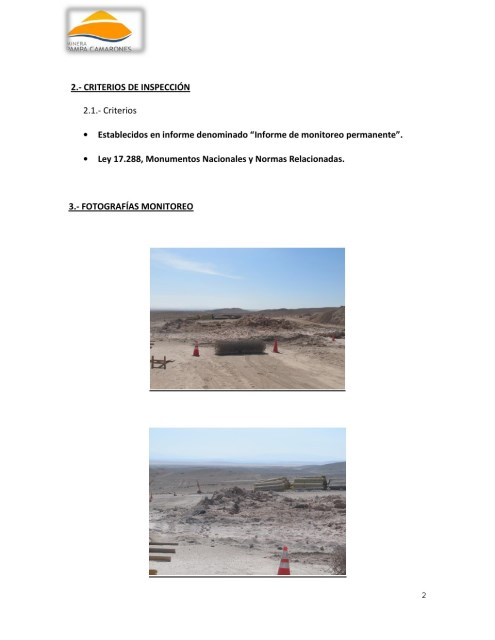 MINERA
PAMPA CAMARONES
2.- CRITERIOS DE INSPECCIÓN
2.1.- Criterios
• Establecidos en informe denominado “Informe de monitoreo permanente”.
• Ley 17.288, Monumentos Nacionales y Normas Relacionadas.
3.- FOTOGRAFÍAS MONITOREO
2